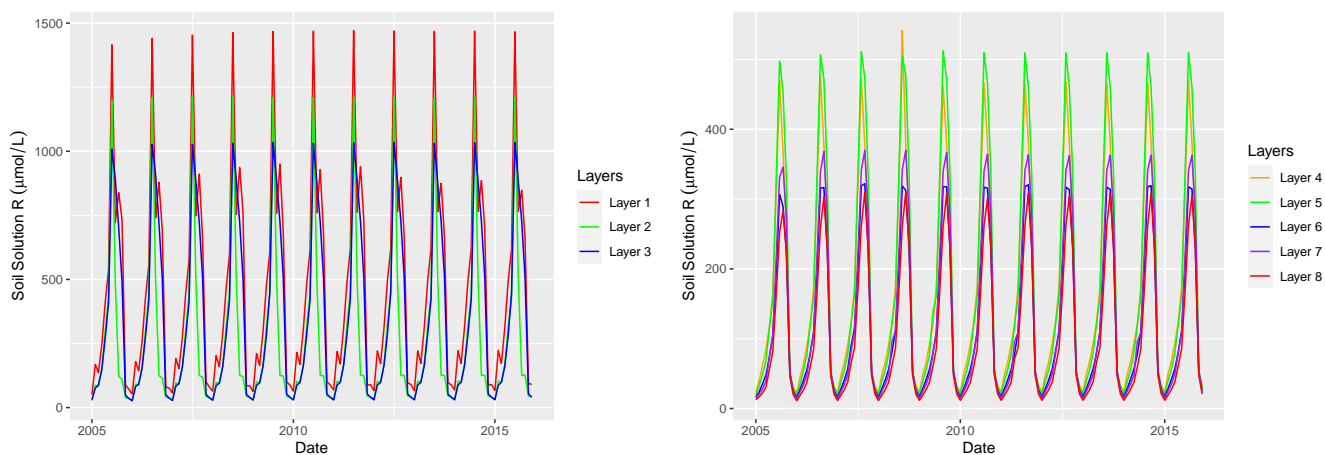 Soil Solution R (μmol/L)
1500
1000
500
0
2005
2010
2015
Date
Layers
Layer 1
Layer 2
Layer 3
Soil Solution R (μmol/L)
400
200
0
2005
2010
2015
Date
Layers
Layer 4
Layer 5
Layer 6
Layer 7
Layer 8